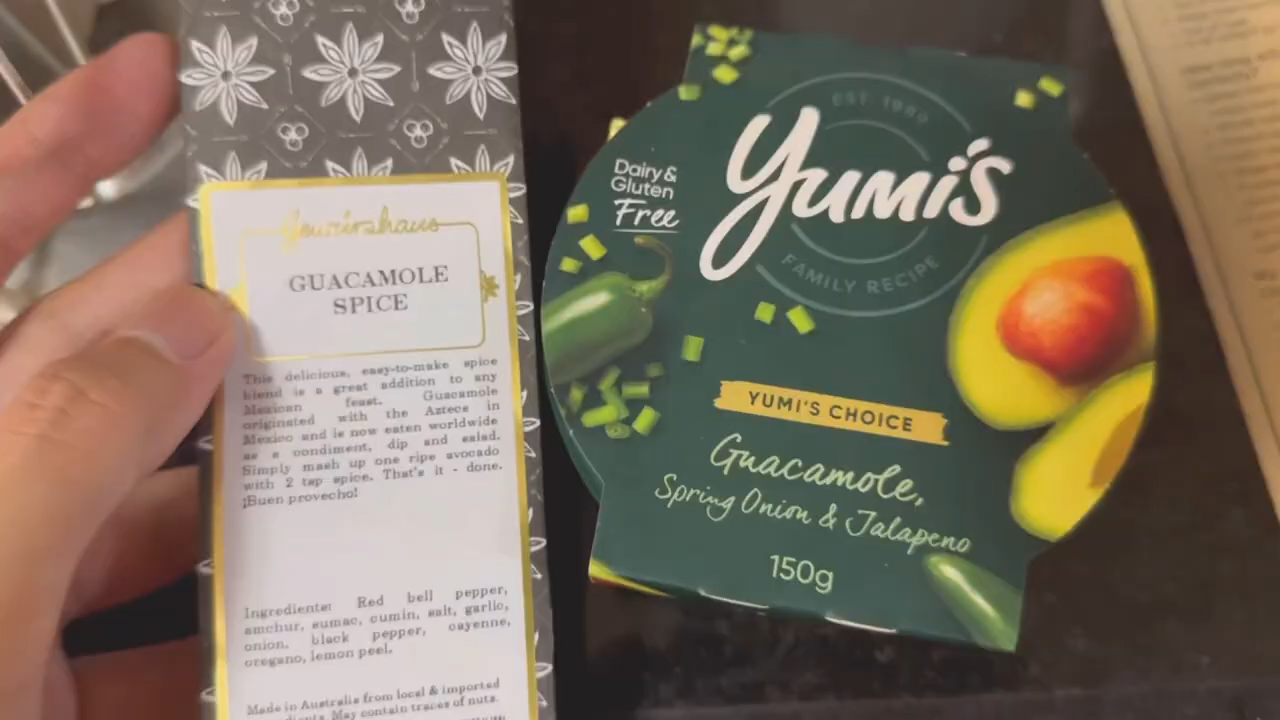 Gewürzhaus
GUACAMOLE
SPICE
This delicious, easy-to-make spice
blend is a great addition to any
Mexican feast. Guacamole
originated with the Aztecs in
Mexico and is now eaten worldwide
as a condiment, dip and salad.
Simply mash up one ripe avocado
with 2 tsp spice. That's it - done.
¡Buen provecho!
Ingredients: Red bell pepper,
amchur, sumac, cumin, salt, garlic,
onion, black pepper, cayenne,
oregano, lemon peel.
Made in Australia from local & imported
May contain traces of nuts.
EST. 1989
Yumi's
FAMILY RECIPE
Dairy &
Gluten
Free
YUMI'S CHOICE
Guacamole,
Spring Onion & Jalapeno
150g